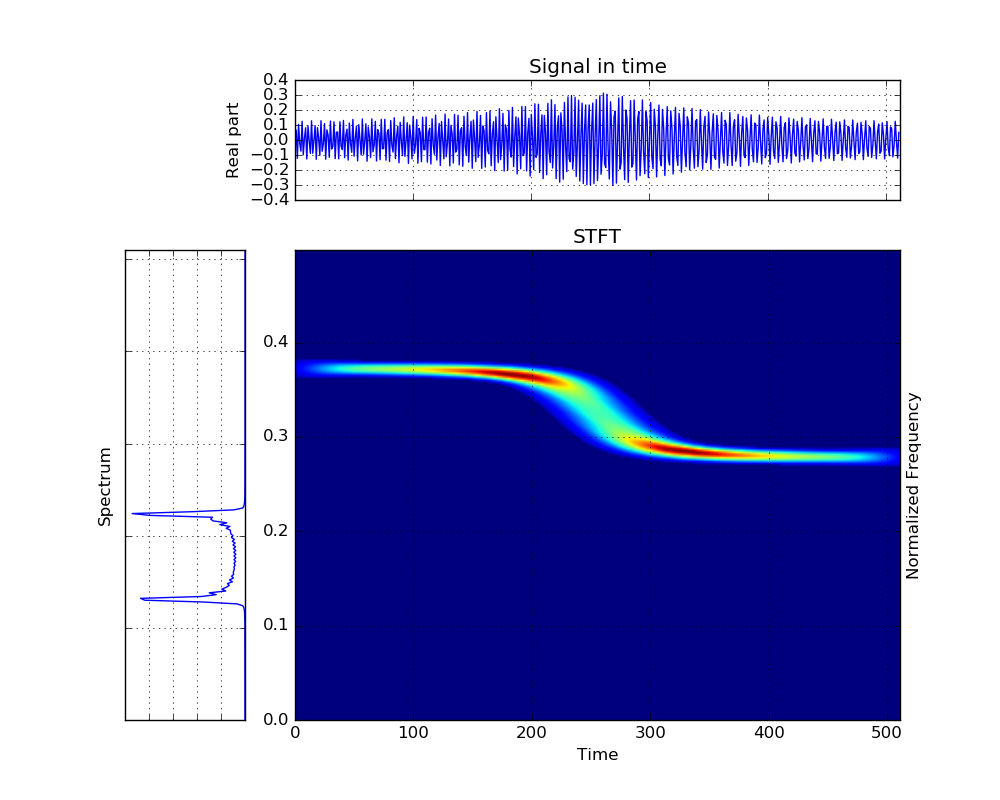 Signal in time
0.4
0.3
0.2
0.1
0.0
−0.1
−0.2
−0.3
−0.4
Real part
STFT
Spectrum
0.4
0.3
0.2
0.1
0.0
0 100 200 300 400 500
Time
Normalized Frequency